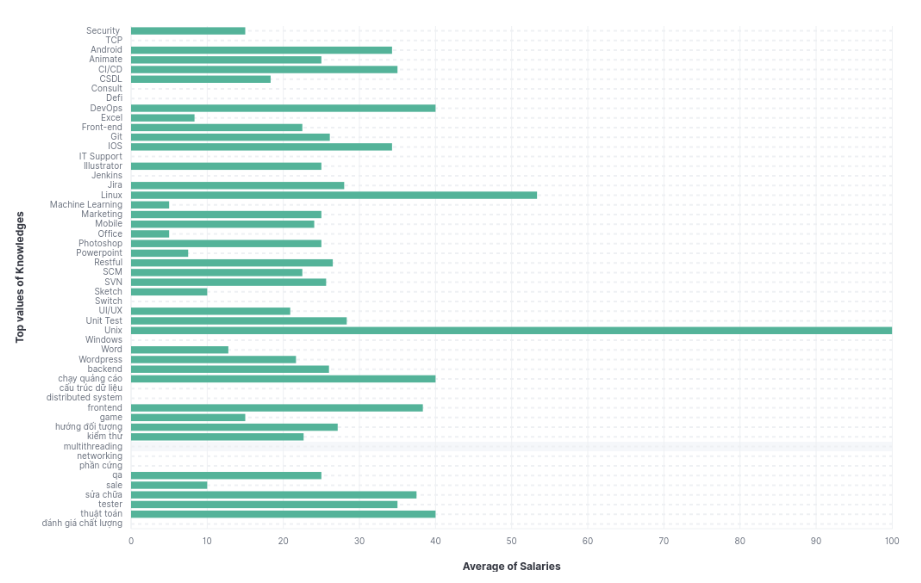 Security
TCP
Android
Animate
CI/CD
CSDL
Consult
Defi
DevOps
Excel
Front-end
Git
IOS
IT Support
Illustrator
Jenkins
Jira
Linux
Machine Learning
Marketing
Mobile
Office
Photoshop
Powerpoint
Restful
SCM
SVN
Sketch
Switch
UI/UX
Unit Test
Unix
Windows
Word
Wordpress
backend
chạy quảng cáo
cấu trúc dữ liệu
distributed system
frontend
game
hướng đối tượng
kiểm thử
multithreading
networking
phần cứng
qa
sale
sửa chữa
tester
thuật toán
đánh giá chất lượng
Top values of Knowledges
0 10 20 30 40 50 60 70 80 90 100
Average of Salaries